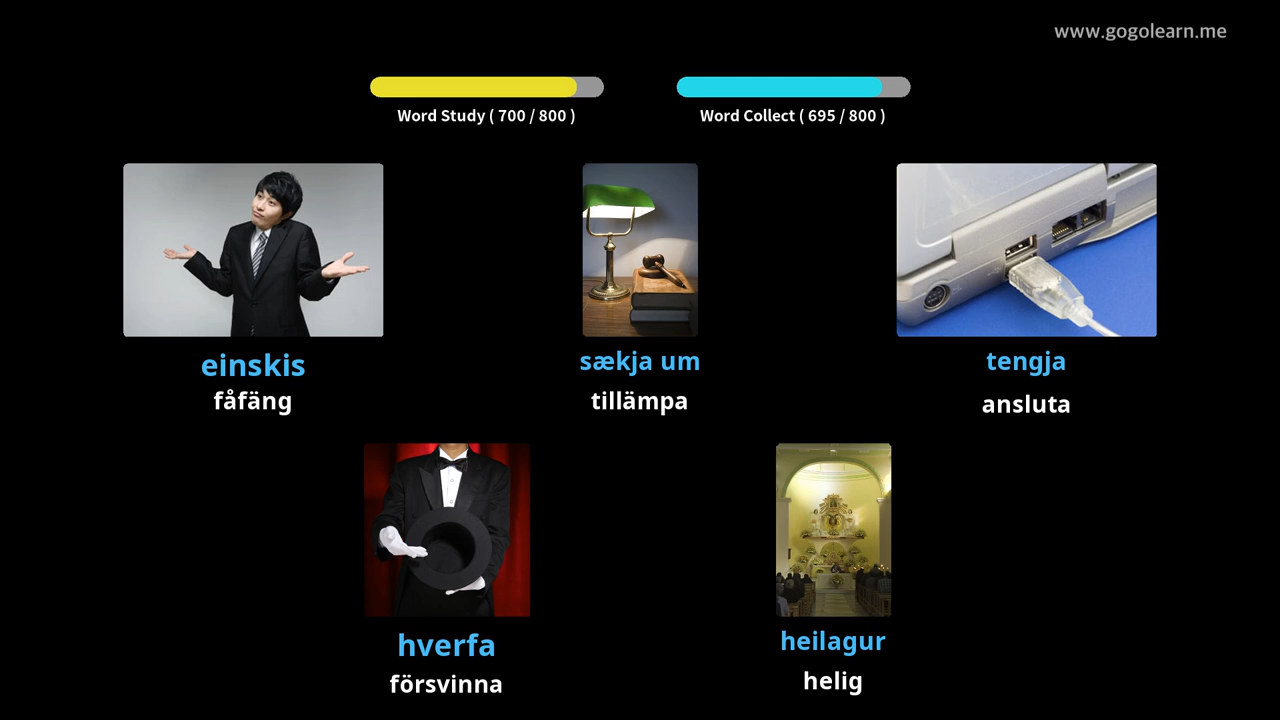 www.gogolearn.me
Word Study ( 700 / 800 )
Word Collect ( 695 / 800 )
einskis
fåfäng
sækja um
tillämpa
tengja
ansluta
hverfa
försvinna
heilagur
helig